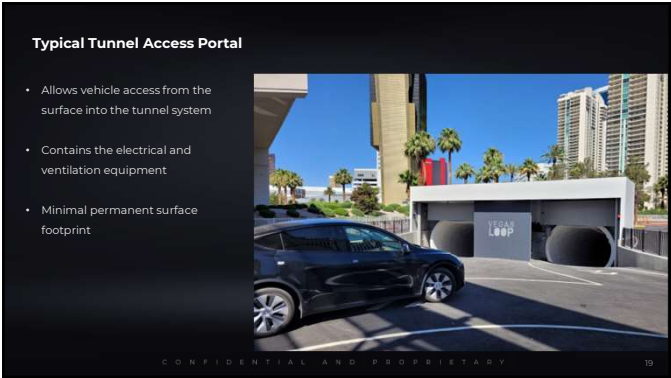 Typical Tunnel Access Portal
• Allows vehicle access from the
surface into the tunnel system
• Contains the electrical and
ventilation equipment
• Minimal permanent surface
footprint
VEGAS
LOOP
CONFIDENTIAL AND PROPRIETARY
19